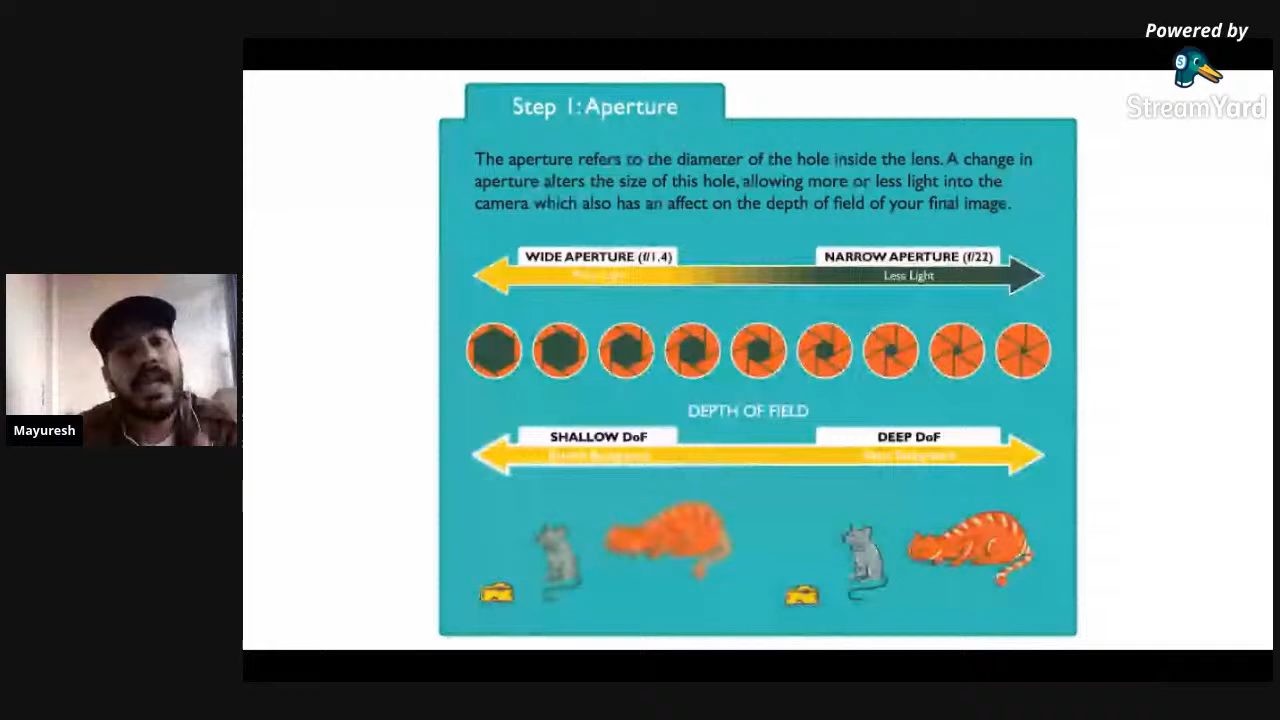 Powered by
StreamYard
Step 1: Aperture
The aperture refers to the diameter of the hole inside the lens. A change in
aperture alters the size of this hole, allowing more or less light into the
camera which also has an affect on the depth of field of your final image.
WIDE APERTURE (f/1.4)
NARROW APERTURE (f/22)
Less Light
DEPTH OF FIELD
SHALLOW DoF
DEEP DoF
Mayuresh